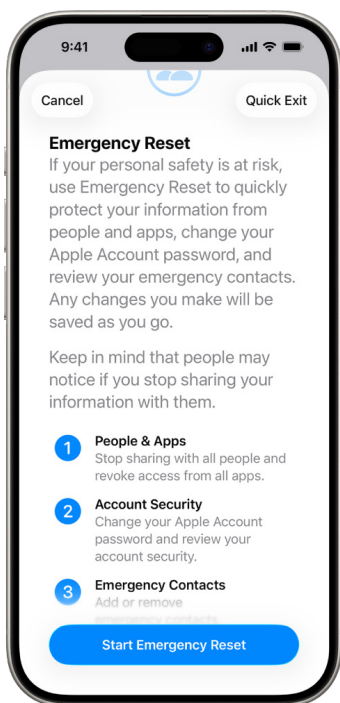 9:41
Cancel
Quick Exit
Emergency Reset
If your personal safety is at risk,
use Emergency Reset to quickly
protect your information from
people and apps, change your
Apple Account password, and
review your emergency contacts.
Any changes you make will be
saved as you go.
Keep in mind that people may
notice if you stop sharing your
information with them.
1
People & Apps
Stop sharing with all people and
revoke access from all apps.
2
Account Security
Change your Apple Account
password and review your
account security.
3
Emergency Contacts
Add or remove
emergency contacts.
Start Emergency Reset